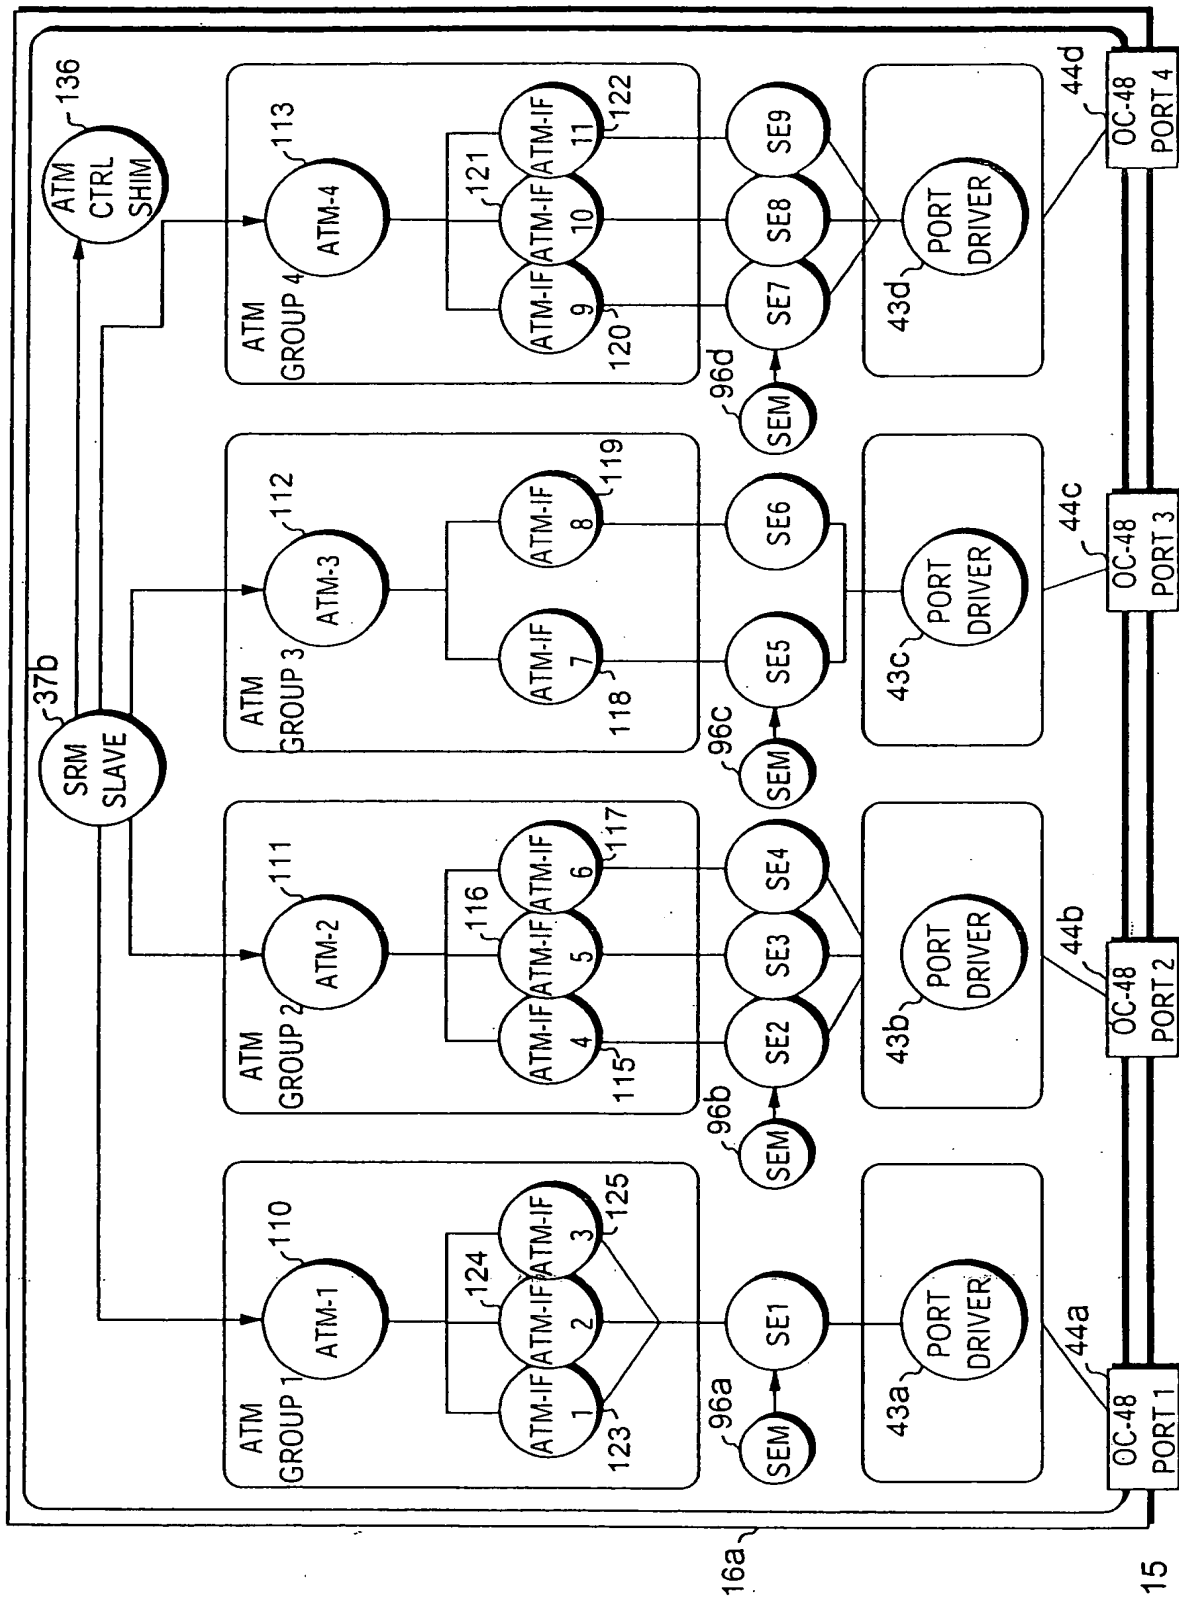 SRM
SLAVE
37b
ATM
CTRL
SHIM
136
ATM
GROUP 1
ATM-1
110
ATM
GROUP 2
ATM-2
111
ATM
GROUP 3
ATM-3
112
ATM
GROUP 4
ATM-4
113
124
116
121
ATM-IF
1
ATM-IF
2
ATM-IF
3
123
125
ATM-IF
4
ATM-IF
5
ATM-IF
6
115
117
ATM-IF
7
ATM-IF
8
118
119
ATM-IF
9
ATM-IF
10
ATM-IF
11
120
122
96a
SEM
SE1
96b
SEM
SE2
SE3
SE4
96c
SEM
SE5
SE6
96d
SEM
SE7
SE8
SE9
43a
PORT
DRIVER
43b
PORT
DRIVER
43c
PORT
DRIVER
43d
PORT
DRIVER
44a
OC-48
PORT 1
44b
OC-48
PORT 2
44c
OC-48
PORT 3
44d
OC-48
PORT 4
16a
15